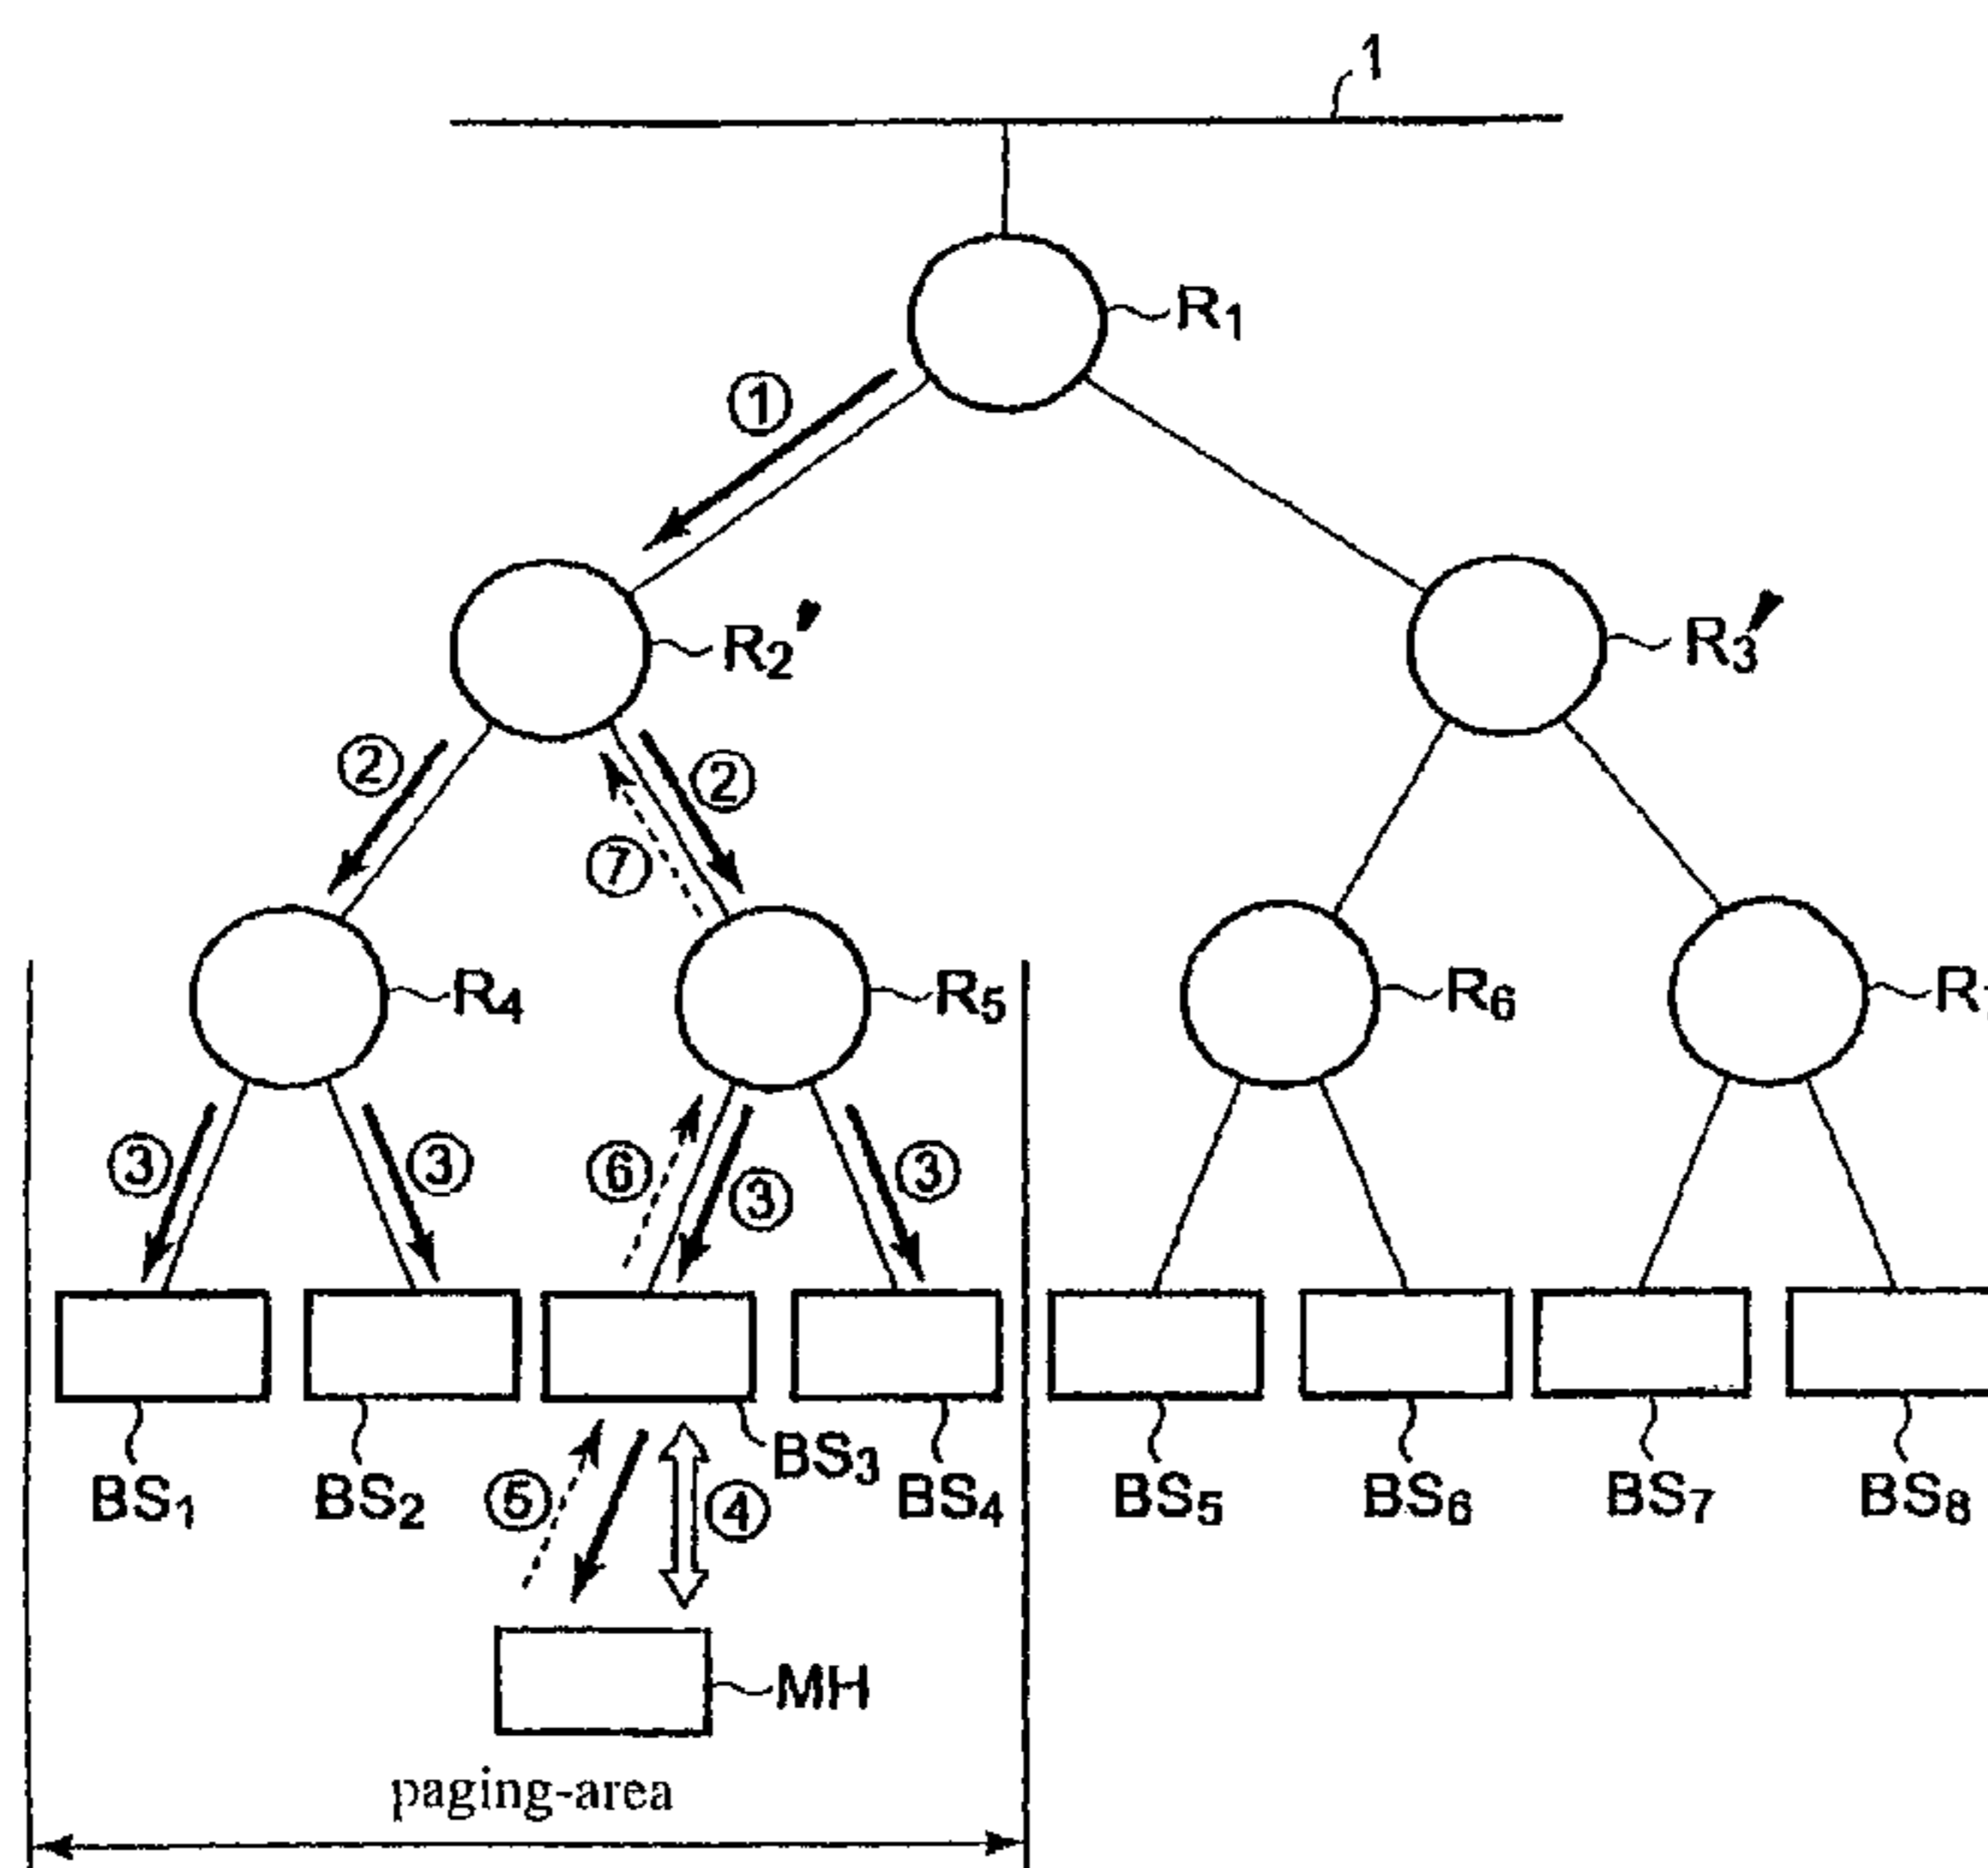 1
R1
①
R2'
R3'
②
②
⑦
R4
R5
R6
R
③
③
⑥
③
③
BS1
BS2
BS3
BS4
BS5
BS6
BS7
BS8
⑤
④
MH
paging-area